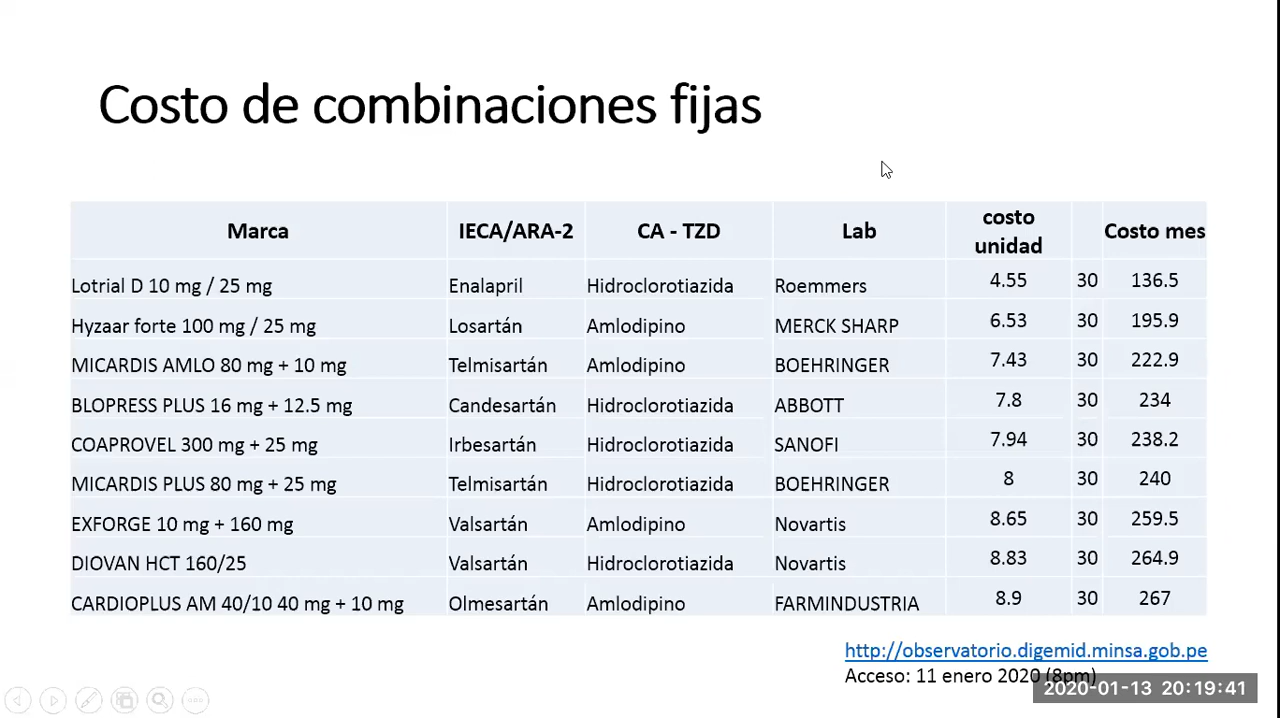 Costo de combinaciones fijas
Marca IECA/ARA-2 CA - TZD Lab costo unidad Costo mes
Lotrial D 10 mg / 25 mg Enalapril Hidroclorotiazida Roemmers 4.55 30 136.5
Hyzaar forte 100 mg / 25 mg Losartán Amlodipino MERCK SHARP 6.53 30 195.9
MICARDIS AMLO 80 mg + 10 mg Telmisartán Amlodipino BOEHRINGER 7.43 30 222.9
BLOPRESS PLUS 16 mg + 12.5 mg Candesartán Hidroclorotiazida ABBOTT 7.8 30 234
COAPROVEL 300 mg + 25 mg Irbesartán Hidroclorotiazida SANOFI 7.94 30 238.2
MICARDIS PLUS 80 mg + 25 mg Telmisartán Hidroclorotiazida BOEHRINGER 8 30 240
EXFORGE 10 mg + 160 mg Valsartán Amlodipino Novartis 8.65 30 259.5
DIOVAN HCT 160/25 Valsartán Hidroclorotiazida Novartis 8.83 30 264.9
CARDIOPLUS AM 40/10 40 mg + 10 mg Olmesartán Amlodipino FARMINDUSTRIA 8.9 30 267
http://observatorio.digemid.minsa.gob.pe
Acceso: 11 enero 2020 (8pm)
2020-01-13 20:19:41